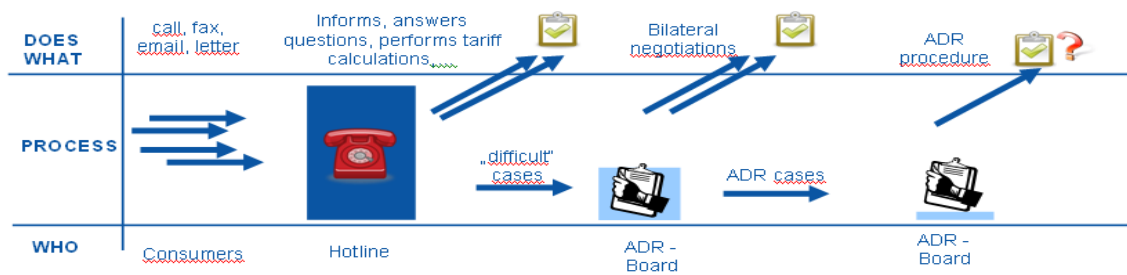 DOES
WHAT
call, fax,
email, letter
Informs, answers
questions, performs tariff
calculations,...
Bilateral
negotiations
ADR
procedure
?
PROCESS
„difficult"
cases
ADR cases
WHO
Consumers
Hotline
ADR -
Board
ADR -
Board